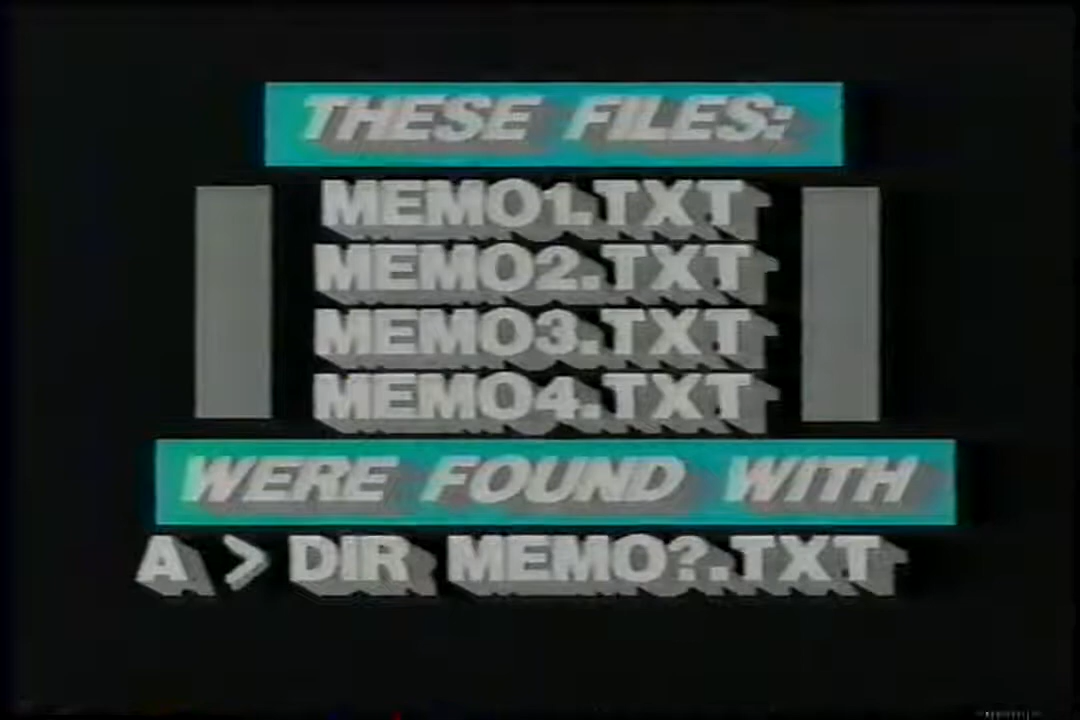 THESE FILES:
MEMO1.TXT
MEMO2.TXT
MEMO3.TXT
MEMO4.TXT
WERE FOUND WITH
A > DIR MEMO?.TXT